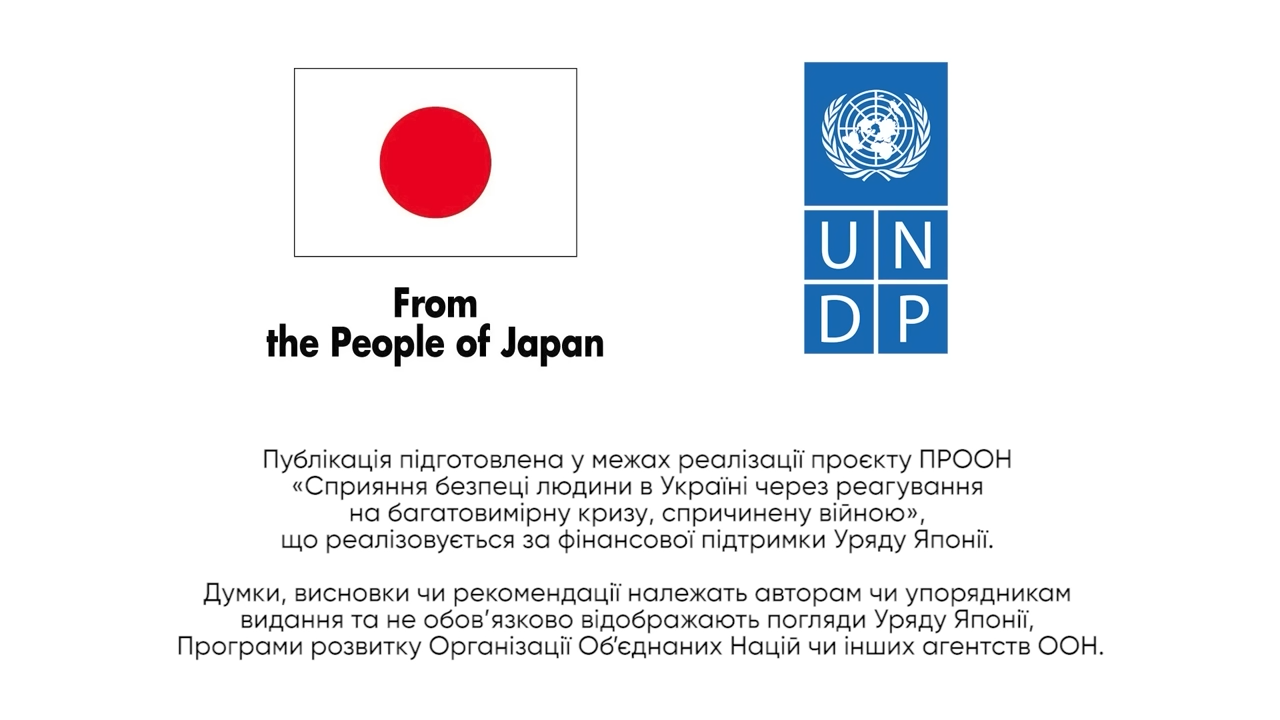 From
the People of Japan
U N
D P
Публікація підготовлена у межах реалізації проєкту ПРООН
«Сприяння безпеці людини в Україні через реагування
на багатовимірну кризу, спричинену війною»,
що реалізовується за фінансової підтримки Уряду Японії.
Думки, висновки чи рекомендації належать авторам чи упорядникам
видання та не обов’язково відображають погляди Уряду Японії,
Програми розвитку Організації Об’єднаних Націй чи інших агентств ООН.